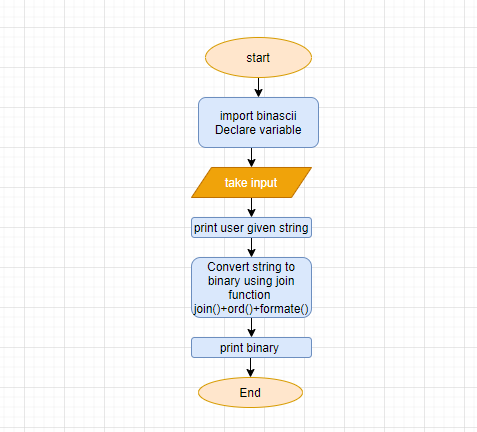 start
import binascii
Declare variable
take input
print user given string
Convert string to
binary using join
function
join()+ord()+formate()
print binary
End